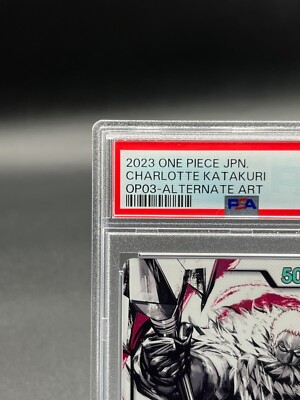 2023 ONE PIECE JPN.
CHARLOTTE KATAKURI
OP03-ALTERNATE ART
PSA
50